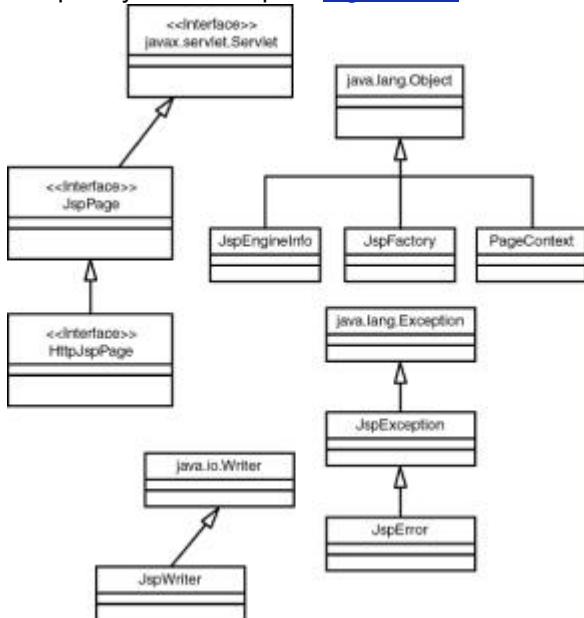 <<Interface>>
javax.servlet.Servlet
java.lang.Object
<<Interface>>
JspPage
JspEngineInfo
JspFactory
PageContext
<<Interface>>
HttpJspPage
java.lang.Exception
JspException
java.io.Writer
JspError
JspWriter